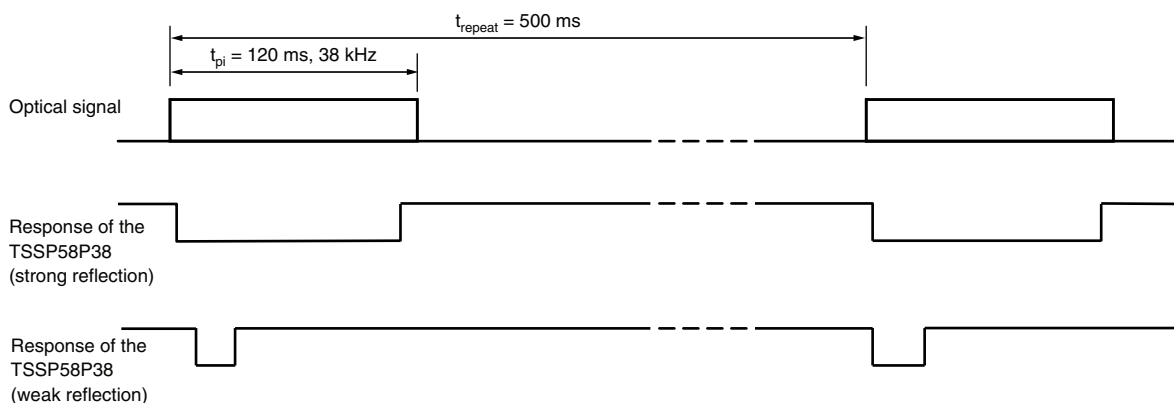 t_repeat = 500 ms
t_pi = 120 ms, 38 kHz
Optical signal
Response of the
TSSP58P38
(strong reflection)
Response of the
TSSP58P38
(weak reflection)